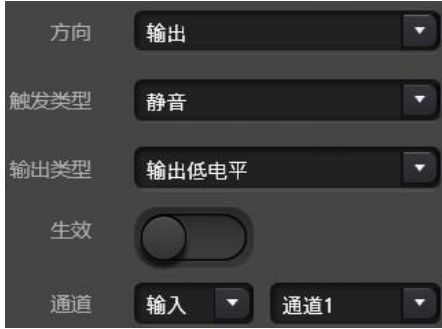 方向 输出
触发类型 静音
输出类型 输出低电平
生效
通道 输入 通道1